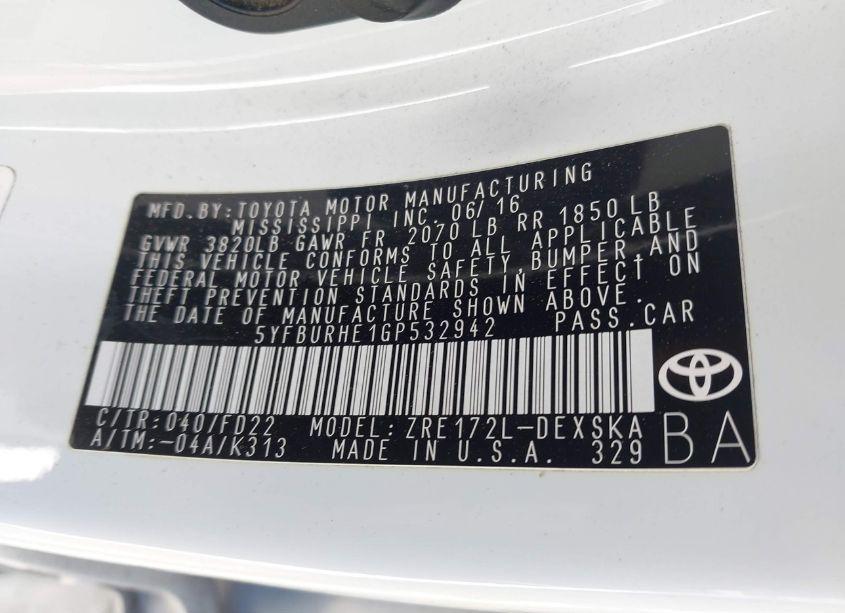 MFD.BY: TOYOTA MOTOR MANUFACTURING
MISSISSIPPI INC. 06/16
GVWR 3820LB GAWR FR 2070 LB RR 1850 LB
THIS VEHICLE CONFORMS TO ALL APPLICABLE
FEDERAL MOTOR VEHICLE SAFETY, BUMPER, AND
THEFT PREVENTION STANDARDS IN EFFECT ON
THE DATE OF MANUFACTURE SHOWN ABOVE.
5YFBURHE1GP532942 PASS.CAR
C/TR: 040/FD22 MODEL: ZRE172L-DEXSKA
A/TM: -04A/K313 MADE IN U.S.A. 329
BA